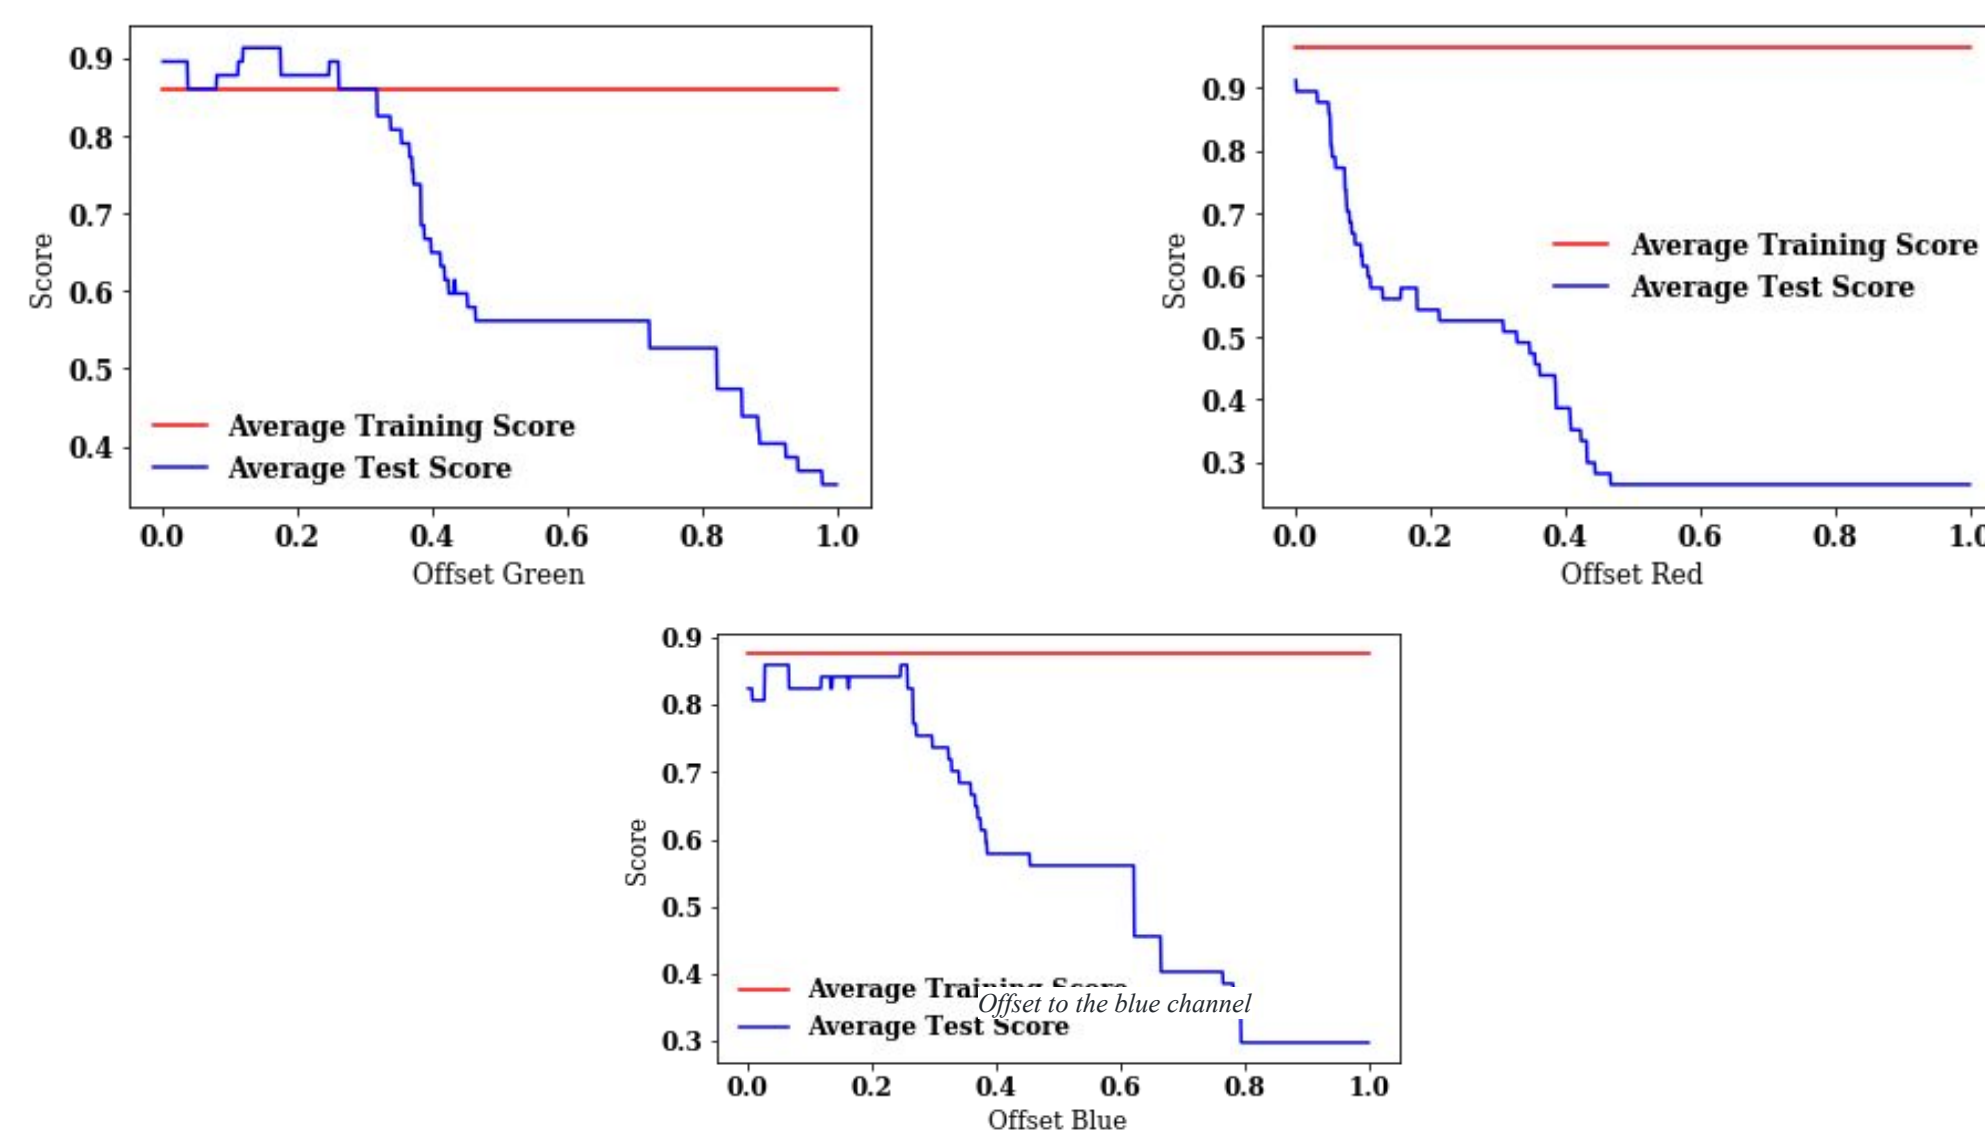 0.9
0.8
0.7
0.6
0.5
0.4
Score
Average Training Score
Average Test Score
0.0 0.2 0.4 0.6 0.8 1.0
Offset Green
0.9
0.8
0.7
0.6
0.5
0.4
0.3
Score
Average Training Score
Average Test Score
0.0 0.2 0.4 0.6 0.8 1.0
Offset Red
0.9
0.8
0.7
0.6
0.5
0.4
0.3
Score
Average Training Score
Offset to the blue channel
Average Test Score
0.0 0.2 0.4 0.6 0.8 1.0
Offset Blue